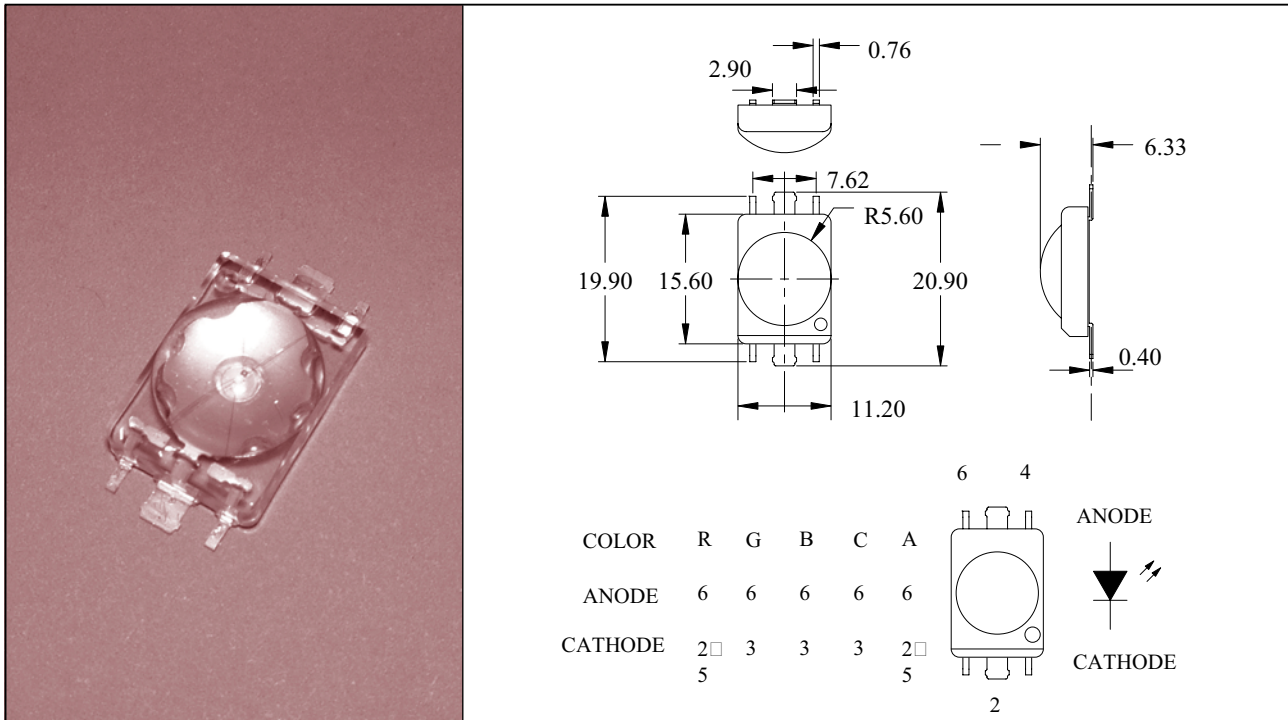 0.76
2.90
6.33
7.62
R5.60
19.90 15.60 20.90
0.40
11.20
6 4
ANODE
COLOR R G B C A
ANODE 6 6 6 6 6
CATHODE 2□ 3 3 3 2□
5 5
CATHODE
2